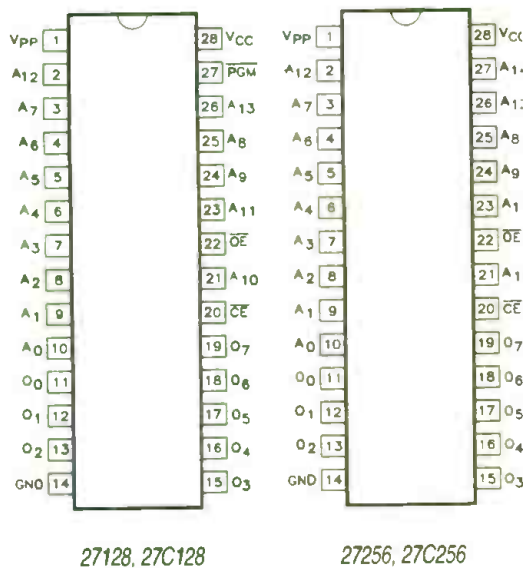 VPP 1 28 VCC
A12 2 27 PGM
A7 3 26 A13
A6 4 25 A8
A5 5 24 A9
A4 6 23 A11
A3 7 22 OE
A2 8 21 A10
A1 9 20 CE
A0 10 19 O7
O0 11 18 O6
O1 12 17 O5
O2 13 16 O4
GND 14 15 O3
27128, 27C128
VPP 1 28 VCC
A12 2 27 A14
A7 3 26 A13
A6 4 25 A8
A5 5 24 A9
A4 6 23 A1
A3 7 22 OE
A2 8 21 A1
A1 9 20 CE
A0 10 19 O7
O0 11 18 O6
O1 12 17 O5
O2 13 16 O4
GND 14 15 O3
27256, 27C256